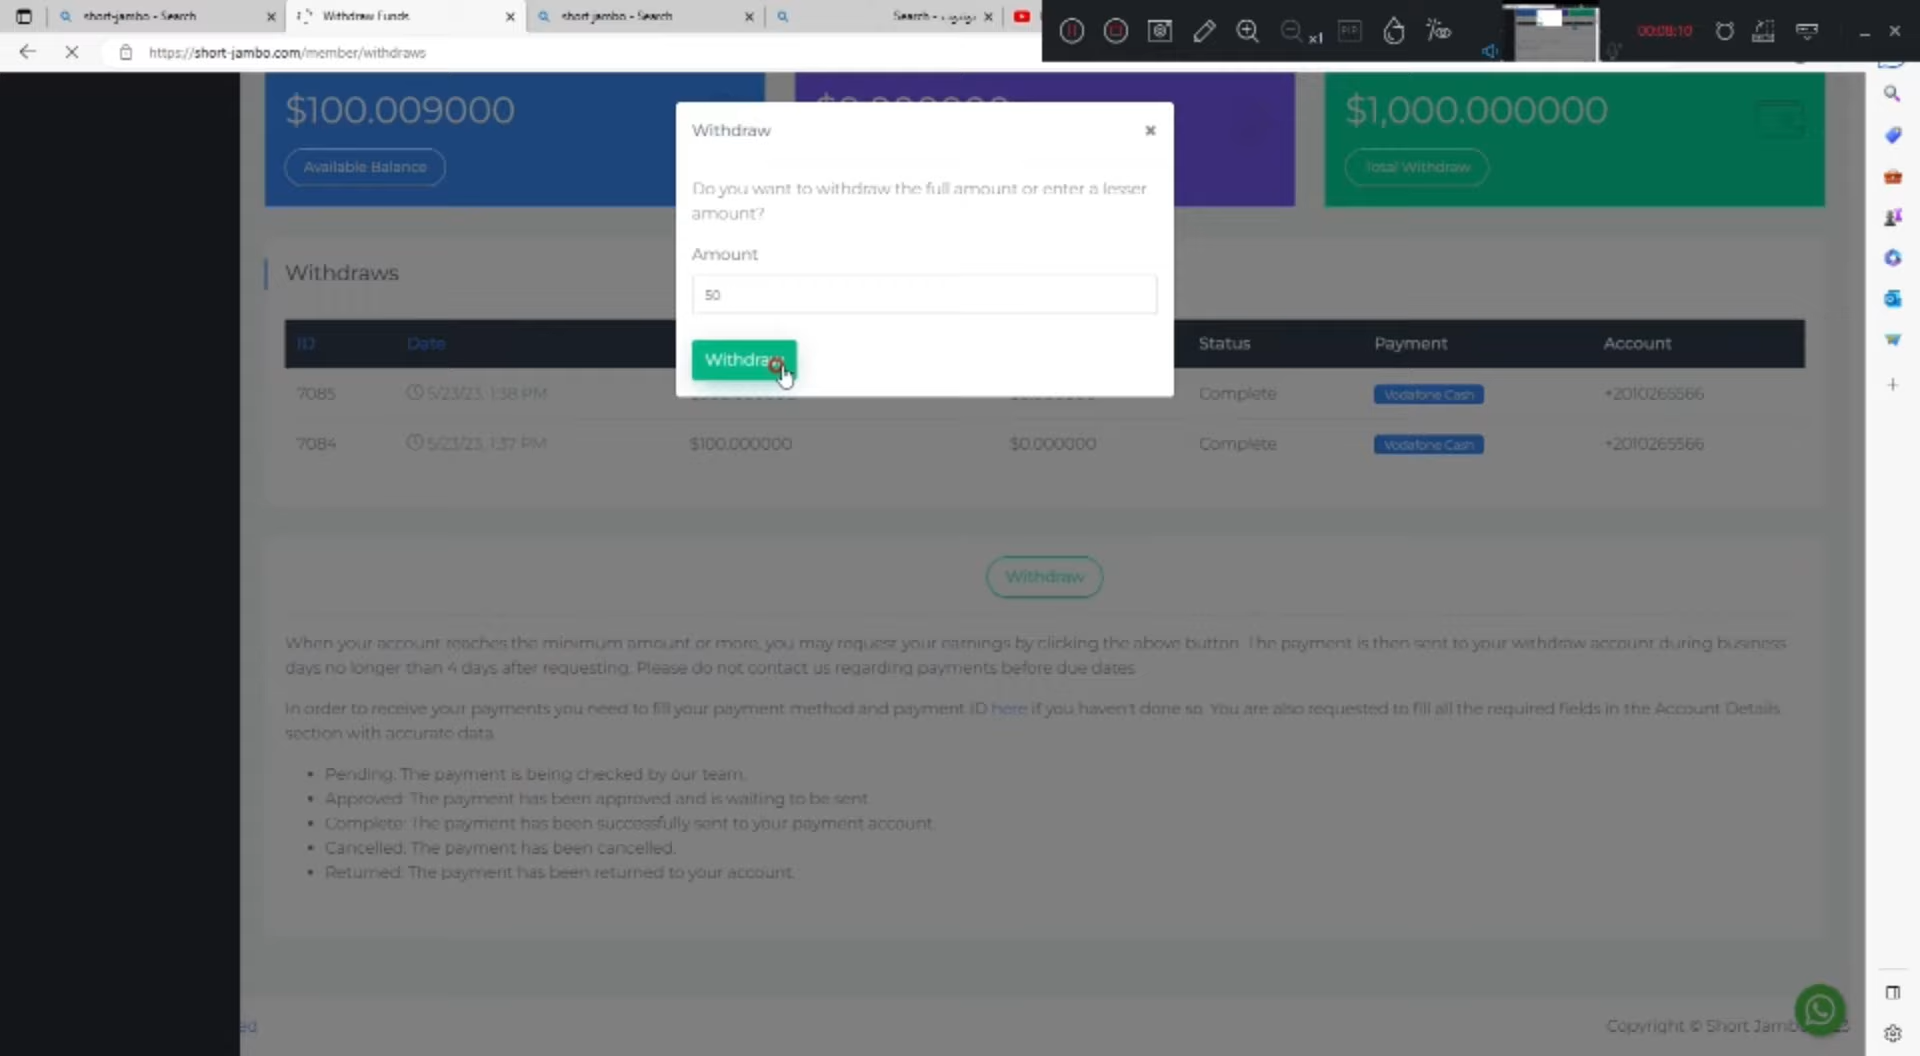 short-jambo - Search
Withdraw Funds
short jambo - Search
Search -
https://short-jambo.com/member/withdraws
x1
PIP
00:08:10
$100.009000
$1,000.000000
Available Balance
Total Withdraw
Withdraw
Do you want to withdraw the full amount or enter a lesser
amount?
Amount
50
Withdraw
Withdraws
ID Date Status Payment Account
7085 5/23/23, 1:38 PM Complete Vodafone Cash +2010265566
7084 5/23/23, 1:37 PM $100.000000 $0.000000 Complete Vodafone Cash +2010265566
Withdraw
When your account reaches the minimum amount or more, you may request your earnings by clicking the above button. The payment is then sent to your withdraw account during business
days no longer than 4 days after requesting. Please do not contact us regarding payments before due dates.
In order to receive your payments you need to fill your payment method and payment ID here if you haven't done so. You are also requested to fill all the required fields in the Account Details
section with accurate data.
Pending: The payment is being checked by our team.
Approved: The payment has been approved and is waiting to be sent.
Complete: The payment has been successfully sent to your payment account.
Cancelled: The payment has been cancelled.
Returned: The payment has been returned to your account.
ed
Copyright © Short Jamb